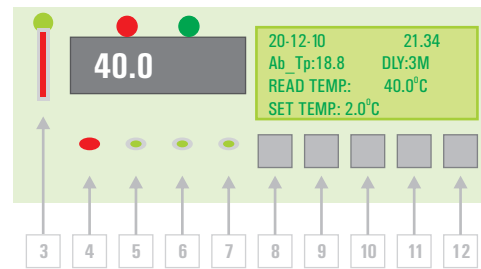 40.0
20-12-10 21.34
Ab_Tp:18.8 DLY:3M
READ TEMP.: 40.0°C
SET TEMP.: 2.0°C
3 4 5 6 7 8 9 10 11 12